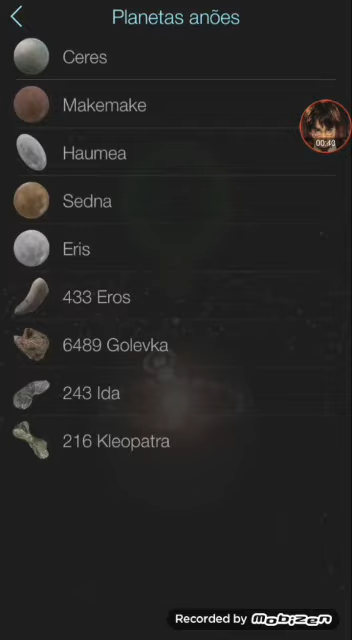 Planetas anões
Ceres
Makemake
Haumea
00:40
Sedna
Eris
433 Eros
6489 Golevka
243 Ida
216 Kleopatra
Recorded by Mobizen